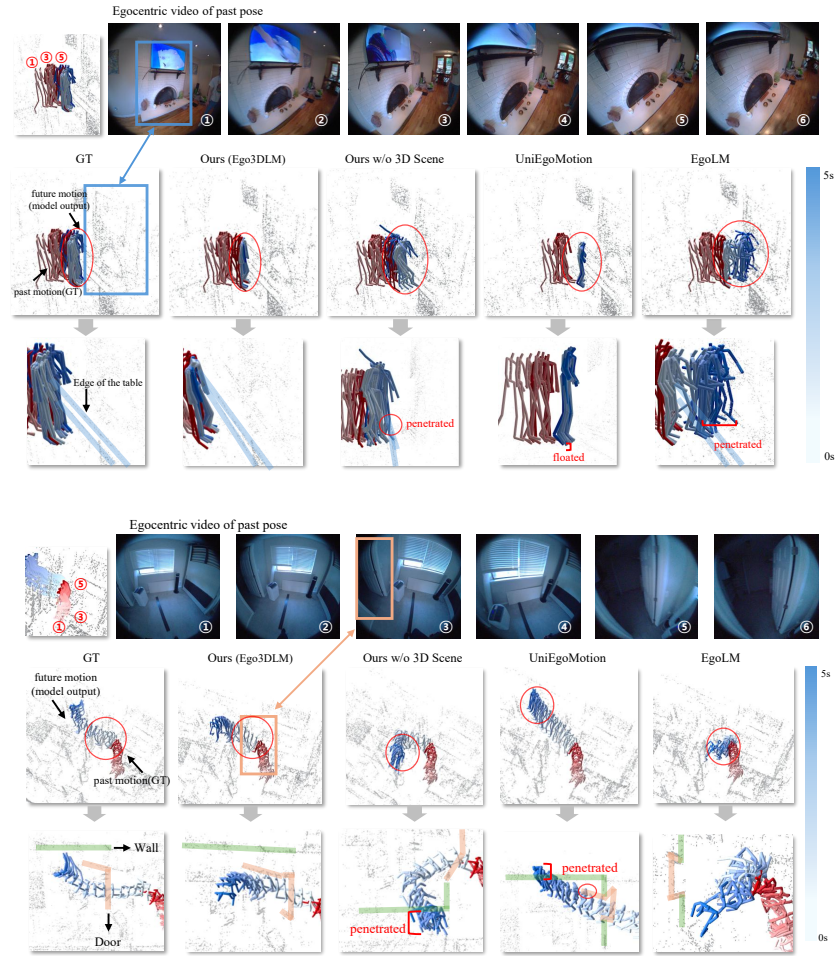 Egocentric video of past pose
① ③ ⑤
① ② ③ ④ ⑤ ⑥
GT
Ours (Ego3DLM)
Ours w/o 3D Scene
UniEgoMotion
EgoLM
5s
future motion
(model output)
past motion(GT)
Edge of the table
penetrated
floated
penetrated
0s
Egocentric video of past pose
⑤
③
①
① ② ③ ④ ⑤ ⑥
GT
Ours (Ego3DLM)
Ours w/o 3D Scene
UniEgoMotion
EgoLM
5s
future motion
(model output)
past motion(GT)
Wall
Door
penetrated
penetrated
0s